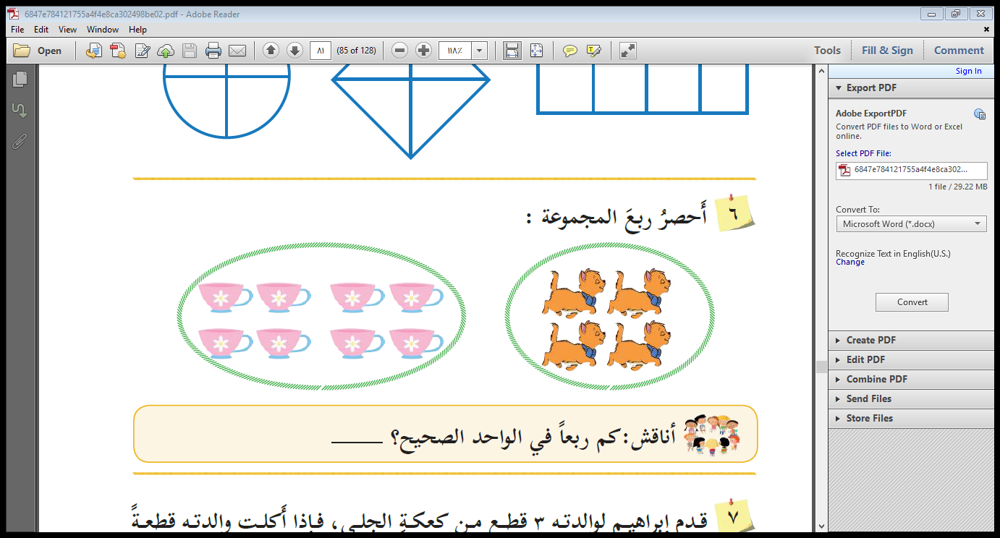 6847e784121755a4f4e8ca302498be02.pdf - Adobe Reader
File Edit View Window Help
Open ٨١ (85 of 128) ١١٨٪ Tools Fill & Sign Comment
Sign In
Export PDF
Adobe ExportPDF
Convert PDF files to Word or Excel
online.
Select PDF File:
6847e784121755a4f4e8ca302...
1 file / 29.22 MB
Convert To:
Microsoft Word (*.docx)
Recognize Text in English(U.S.)
Change
Convert
Create PDF
Edit PDF
Combine PDF
Send Files
Store Files
٦ أَحصرُ ربعَ المجموعة :
أناقش: كم ربعاً في الواحد الصحيح؟ ______
٧ قدم إبراهيم لوالدته ٣ قطع من كعكةِ الجلي، فإذا أَكلت والدته قطعةً